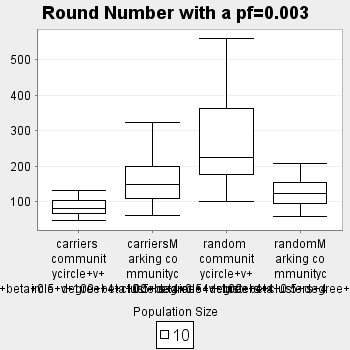 Round Number with a pf=0.003
500
400
300
200
100
carriers communit ycircle+v+
carriersM arking co mmunityc
random communit ycircle+v+
randomM arking co mmunityc
Population Size
10